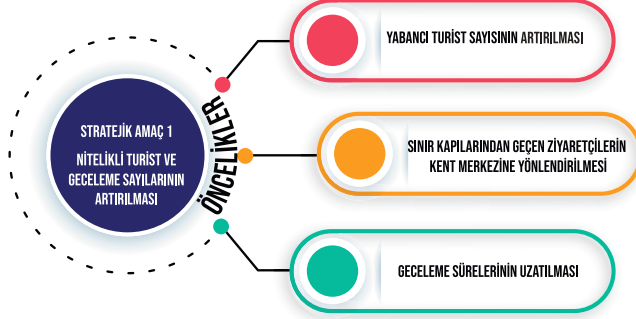 STRATEJİK AMAÇ 1
NİTELİKLİ TURİST VE
GECELEME SAYILARININ
ARTIRILMASI
ÖNCELİKLER
YABANCI TURİST SAYISININ ARTIRILMASI
SINIR KAPILARINDAN GEÇEN ZİYARETÇİLERİN
KENT MERKEZİNE YÖNLENDİRİLMESİ
GECELEME SÜRELERİNİN UZATILMASI